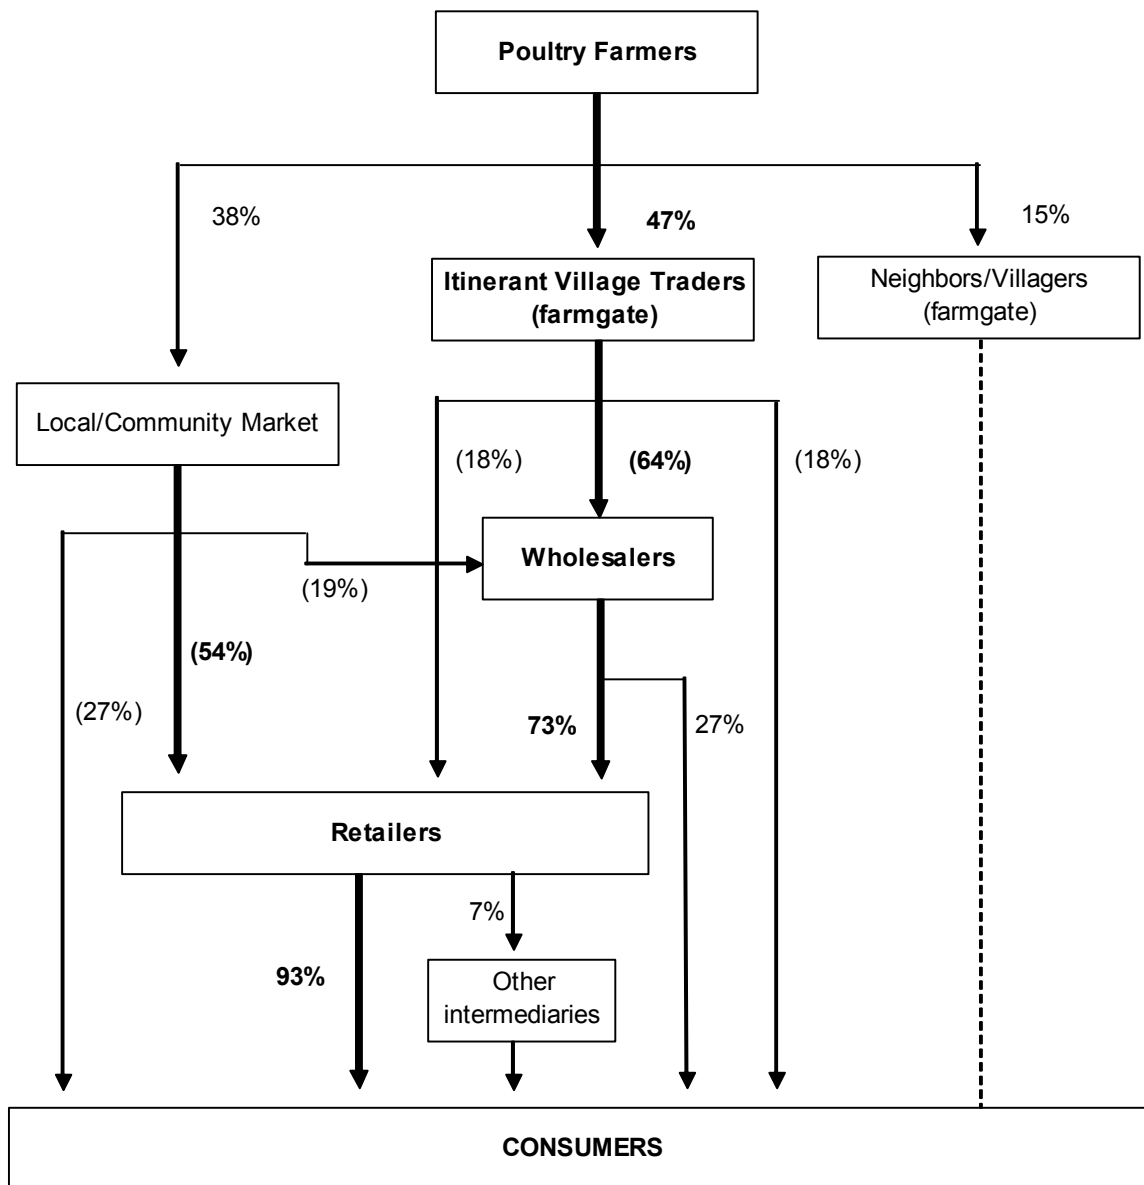 Poultry Farmers
38%
47%
15%
Itinerant Village Traders
(farmgate)
Neighbors/Villagers
(farmgate)
Local/Community Market
(18%)
(64%)
(18%)
Wholesalers
(19%)
(54%)
(27%)
73%
27%
Retailers
7%
93%
Other
intermediaries
CONSUMERS